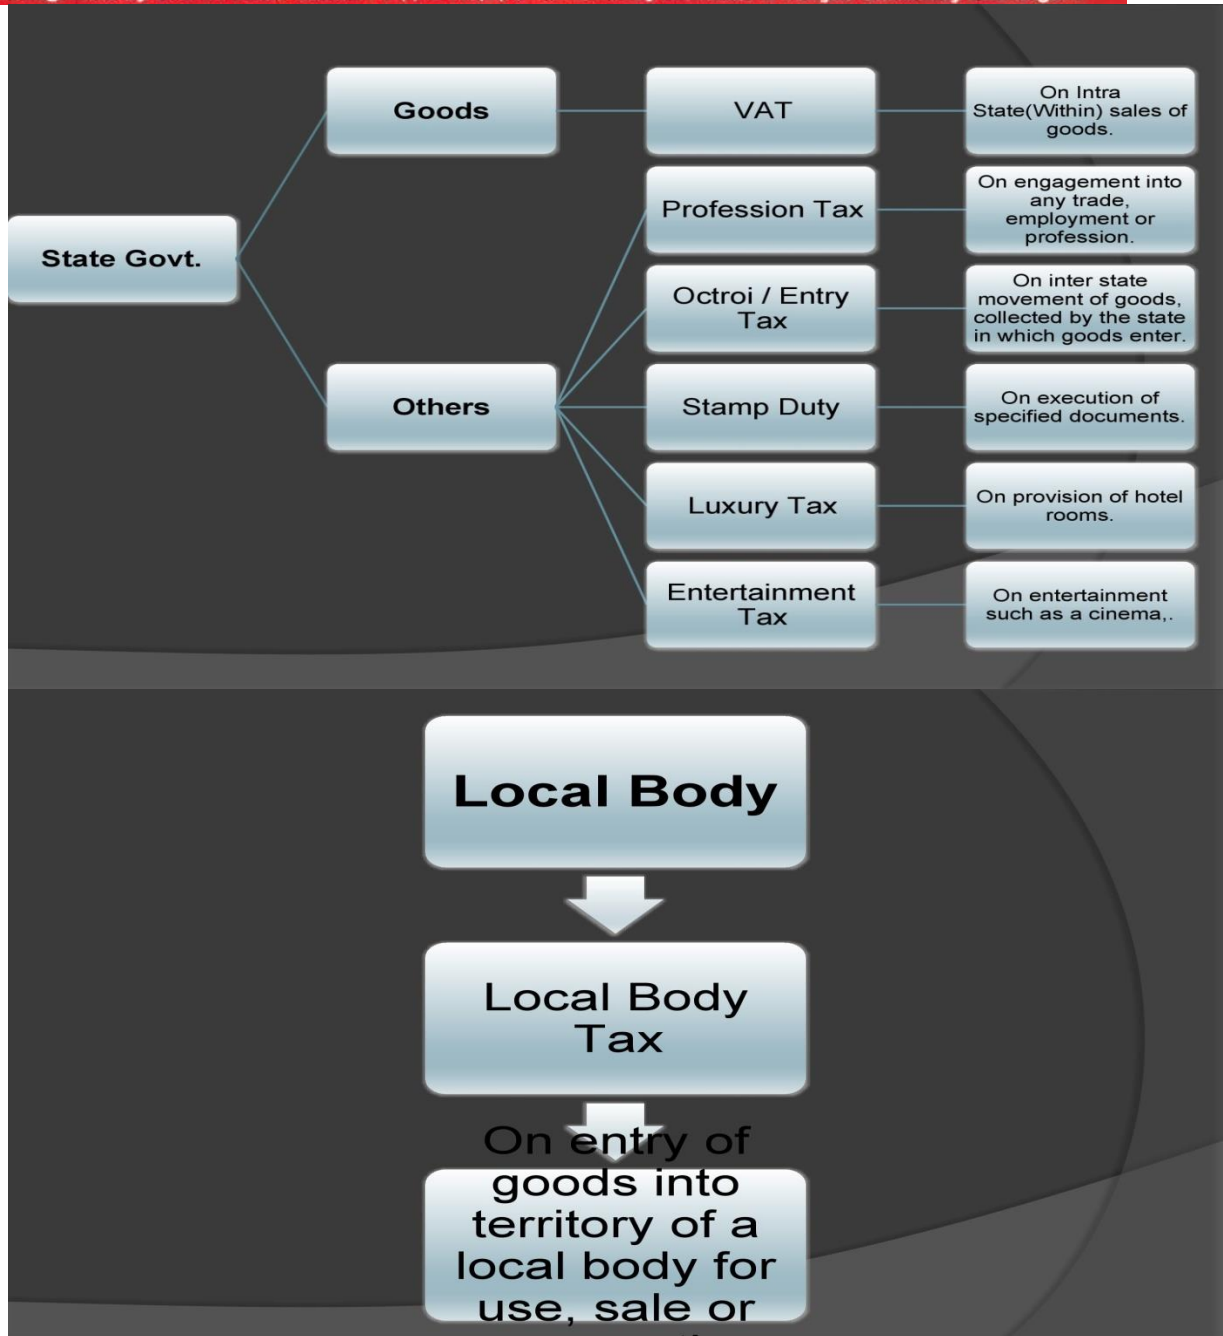 Goods
VAT
On Intra
State(Within) sales of
goods.
State Govt.
Profession Tax
On engagement into
any trade,
employment or
profession.
Octroi / Entry
Tax
On inter state
movement of goods,
collected by the state
in which goods enter.
Others
Stamp Duty
On execution of
specified documents.
Luxury Tax
On provision of hotel
rooms.
Entertainment
Tax
On entertainment
such as a cinema,.
Local Body
Local Body
Tax
On entry of
goods into
territory of a
local body for
use, sale or